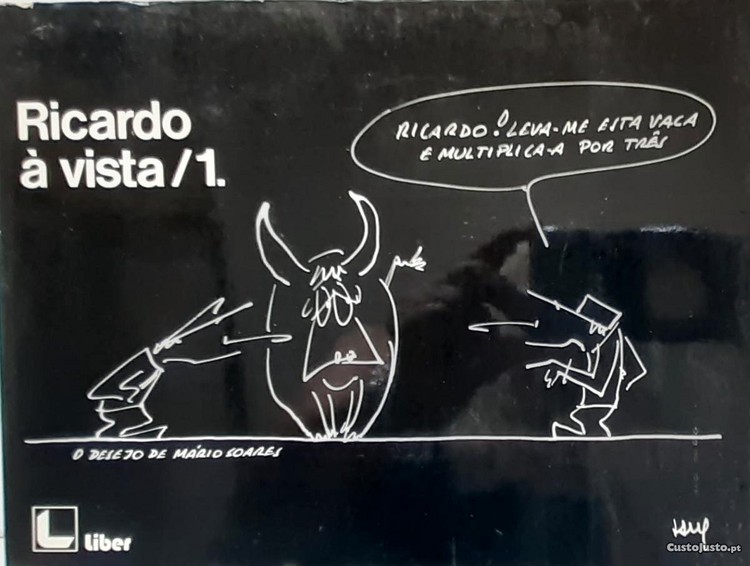 Ricardo
à vista/1.
RICARDO! Ó LEVA-ME ESTA VACA
E MULTIPLICA-A POR TRÊS
O DESEJO DE MÁRIO SOARES
L
Liber
CustoJusto.pt